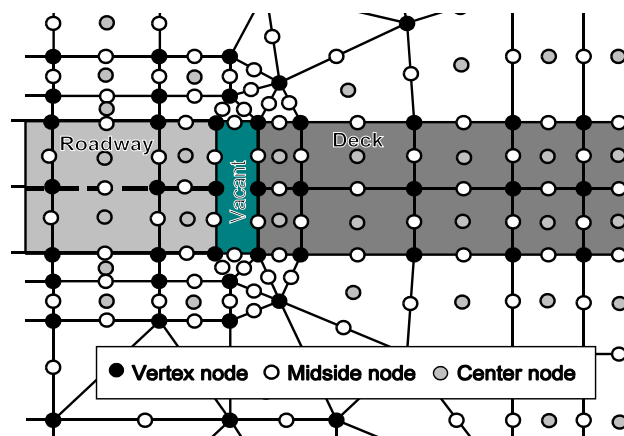 Roadway
Deck
Vacant
Vertex node
Midside node
Center node